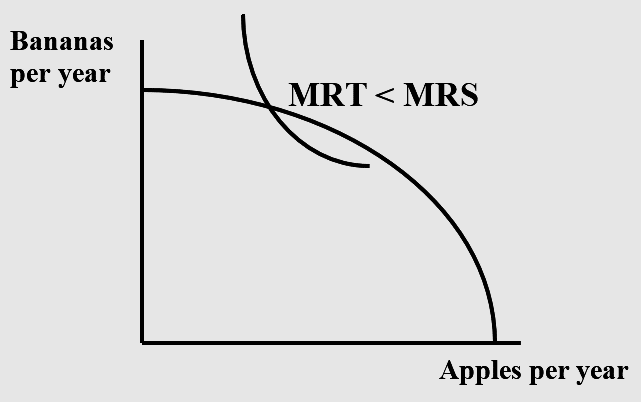 Bananas
per year
MRT < MRS
Apples per year